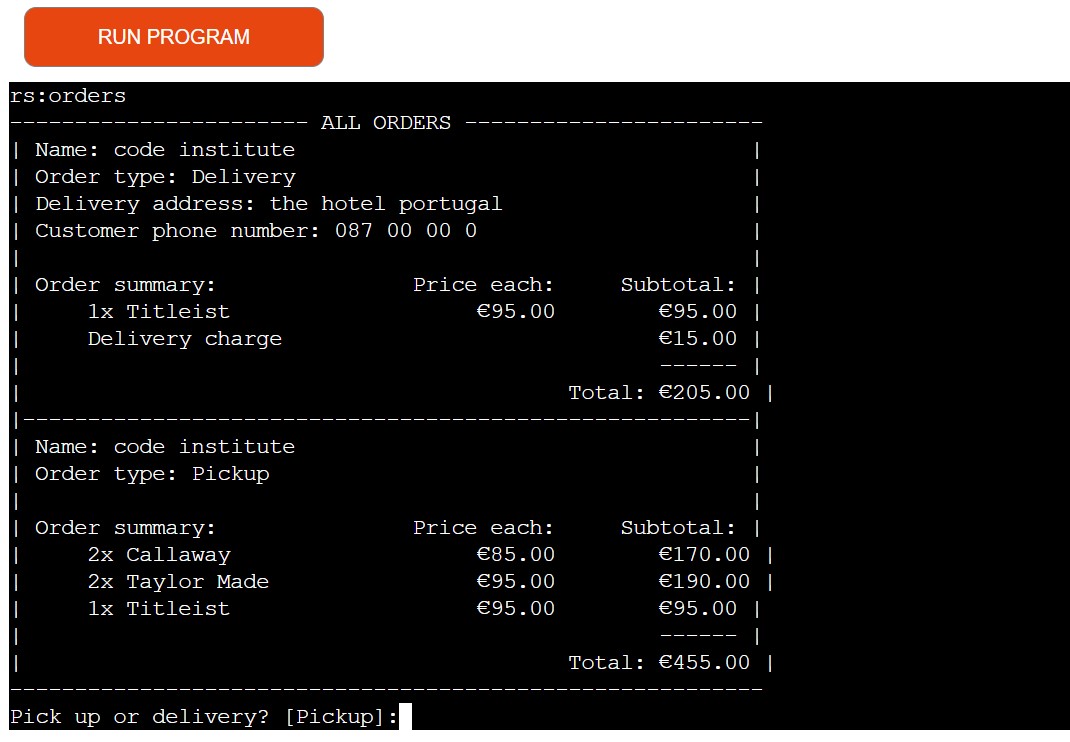 RUN PROGRAM
rs:orders
----------------------- ALL ORDERS -----------------------
| Name: code institute                                   |
| Order type: Delivery                                   |
| Delivery address: the hotel portugal                   |
| Customer phone number: 087 00 00 0                     |
|                                                        |
| Order summary:               Price each:     Subtotal: |
|     1x Titleist                   €95.00        €95.00 |
|     Delivery charge                             €15.00 |
|                                                 ------ |
|                                          Total: €205.00 |
|--------------------------------------------------------|
| Name: code institute                                   |
| Order type: Pickup                                     |
|                                                        |
| Order summary:               Price each:     Subtotal: |
|     2x Callaway                   €85.00        €170.00 |
|     2x Taylor Made                €95.00        €190.00 |
|     1x Titleist                   €95.00        €95.00 |
|                                                 ------ |
|                                          Total: €455.00 |
----------------------------------------------------------
Pick up or delivery? [Pickup]: